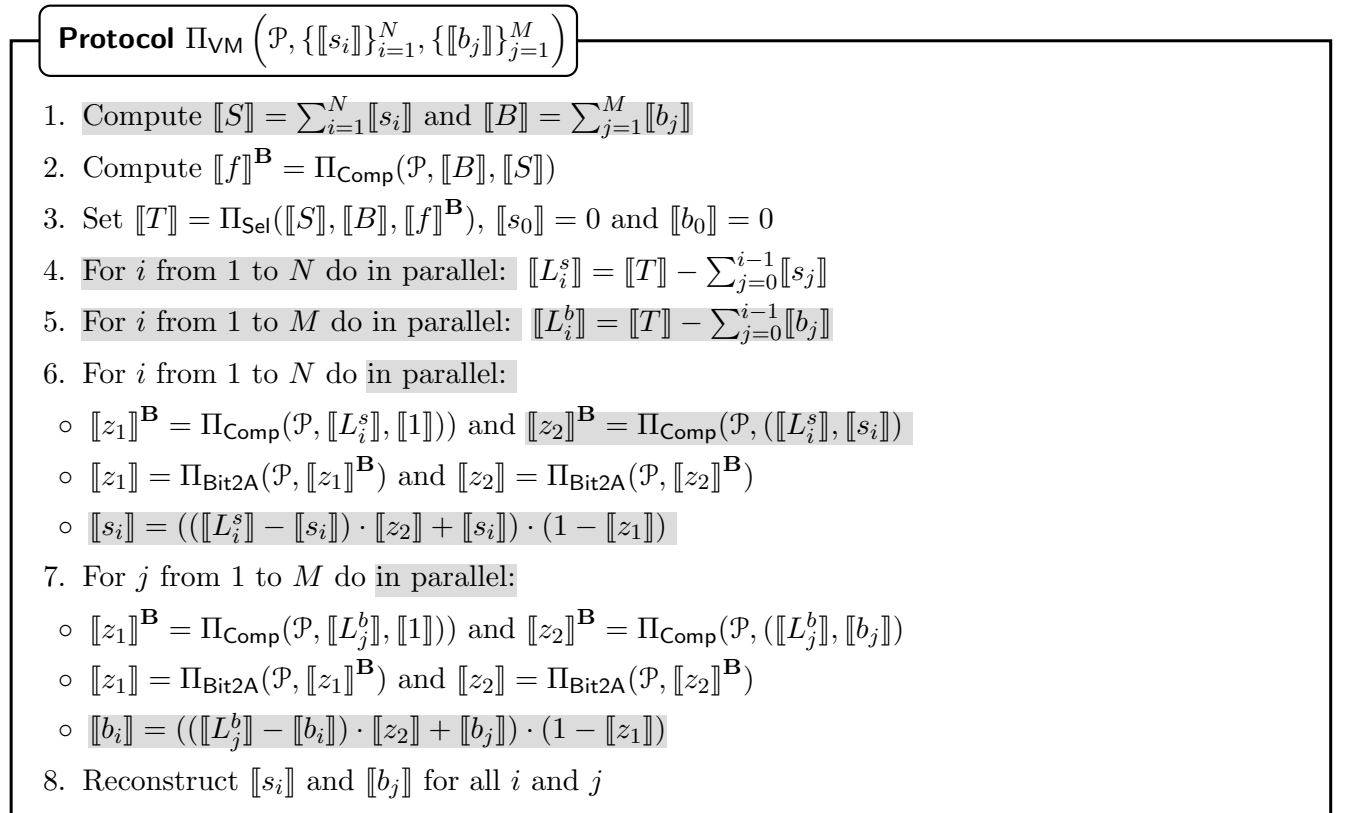 Protocol Π_VM (𝒫, {⟦s_i⟧}_{i=1}^N, {⟦b_j⟧}_{j=1}^M)
1. Compute ⟦S⟧ = ∑_{i=1}^N ⟦s_i⟧ and ⟦B⟧ = ∑_{j=1}^M ⟦b_j⟧
2. Compute ⟦f⟧^B = Π_Comp(𝒫, ⟦B⟧, ⟦S⟧)
3. Set ⟦T⟧ = Π_Sel(⟦S⟧, ⟦B⟧, ⟦f⟧^B), ⟦s_0⟧ = 0 and ⟦b_0⟧ = 0
4. For i from 1 to N do in parallel: ⟦L_i^s⟧ = ⟦T⟧ − ∑_{j=0}^{i−1} ⟦s_j⟧
5. For i from 1 to M do in parallel: ⟦L_i^b⟧ = ⟦T⟧ − ∑_{j=0}^{i−1} ⟦b_j⟧
6. For i from 1 to N do in parallel:
∘ ⟦z_1⟧^B = Π_Comp(𝒫, ⟦L_i^s⟧, ⟦1⟧)) and ⟦z_2⟧^B = Π_Comp(𝒫, (⟦L_i^s⟧, ⟦s_i⟧)
∘ ⟦z_1⟧ = Π_Bit2A(𝒫, ⟦z_1⟧^B) and ⟦z_2⟧ = Π_Bit2A(𝒫, ⟦z_2⟧^B)
∘ ⟦s_i⟧ = ((⟦L_i^s⟧ − ⟦s_i⟧) · ⟦z_2⟧ + ⟦s_i⟧) · (1 − ⟦z_1⟧)
7. For j from 1 to M do in parallel:
∘ ⟦z_1⟧^B = Π_Comp(𝒫, ⟦L_j^b⟧, ⟦1⟧)) and ⟦z_2⟧^B = Π_Comp(𝒫, (⟦L_j^b⟧, ⟦b_j⟧)
∘ ⟦z_1⟧ = Π_Bit2A(𝒫, ⟦z_1⟧^B) and ⟦z_2⟧ = Π_Bit2A(𝒫, ⟦z_2⟧^B)
∘ ⟦b_i⟧ = ((⟦L_j^b⟧ − ⟦b_i⟧) · ⟦z_2⟧ + ⟦b_j⟧) · (1 − ⟦z_1⟧)
8. Reconstruct ⟦s_i⟧ and ⟦b_j⟧ for all i and j